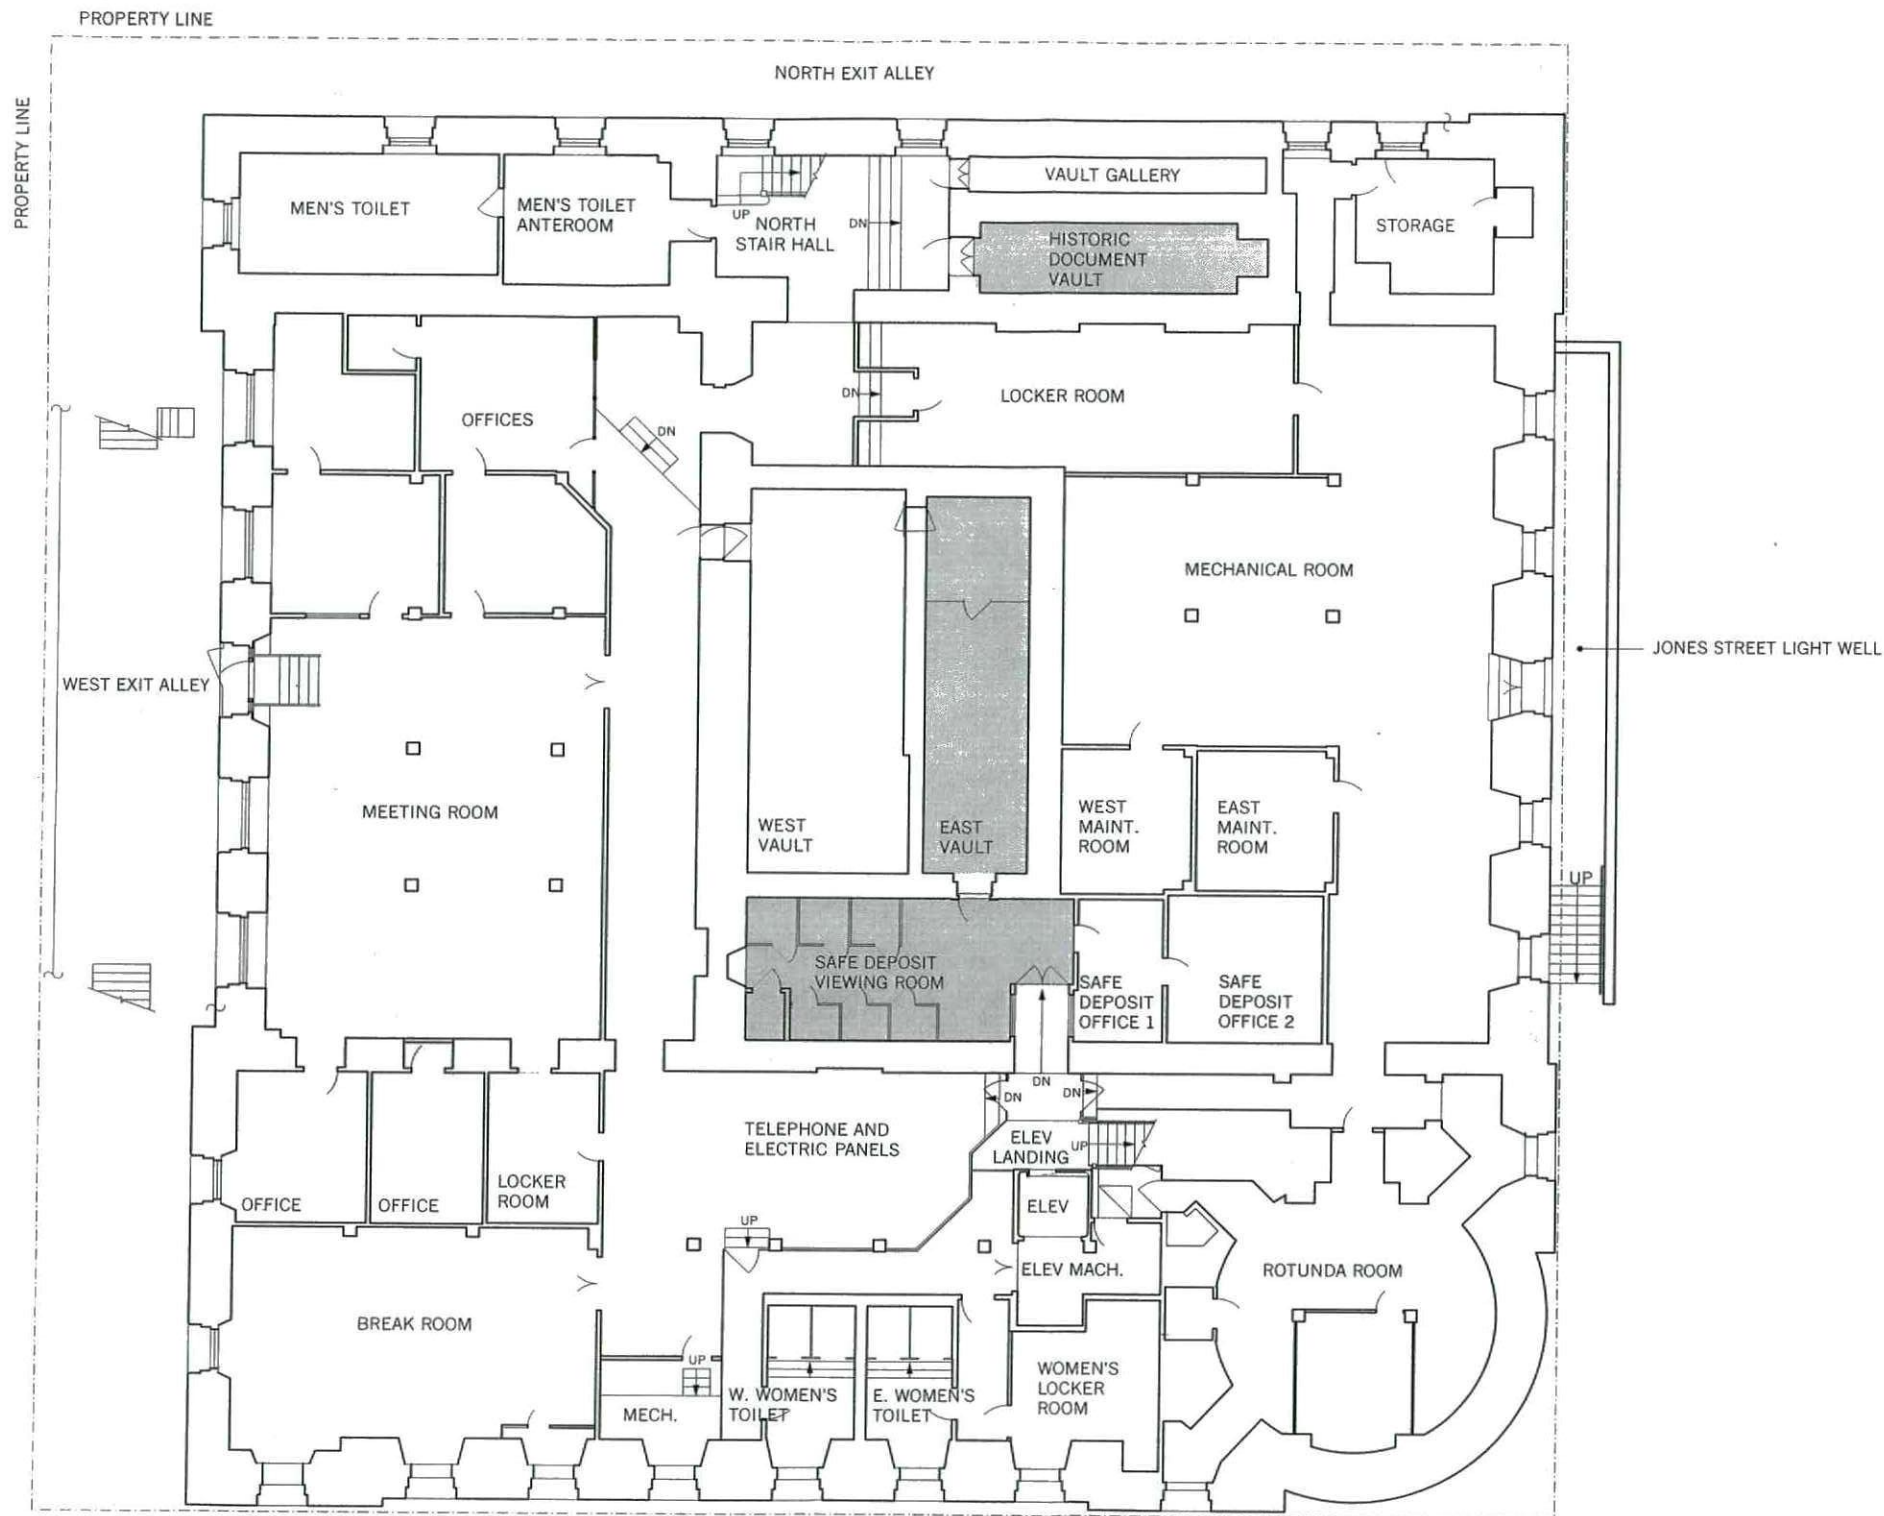 PROPERTY LINE
NORTH EXIT ALLEY
PROPERTY LINE
MEN'S TOILET
MEN'S TOILET
ANTEROOM
UP
NORTH
STAIR HALL
DN
VAULT GALLERY
HISTORIC
DOCUMENT
VAULT
STORAGE
OFFICES
DN
DN
LOCKER ROOM
MECHANICAL ROOM
JONES STREET LIGHT WELL
WEST EXIT ALLEY
MEETING ROOM
WEST
VAULT
EAST
VAULT
WEST
MAINT.
ROOM
EAST
MAINT.
ROOM
UP
SAFE DEPOSIT
VIEWING ROOM
SAFE
DEPOSIT
OFFICE 1
SAFE
DEPOSIT
OFFICE 2
DN
DN
DN
TELEPHONE AND
ELECTRIC PANELS
ELEV
LANDING
UP
OFFICE
OFFICE
LOCKER
ROOM
ELEV
UP
ELEV MACH.
ROTUNDA ROOM
BREAK ROOM
UP
MECH.
W. WOMEN'S
TOILET
E. WOMEN'S
TOILET
WOMEN'S
LOCKER
ROOM